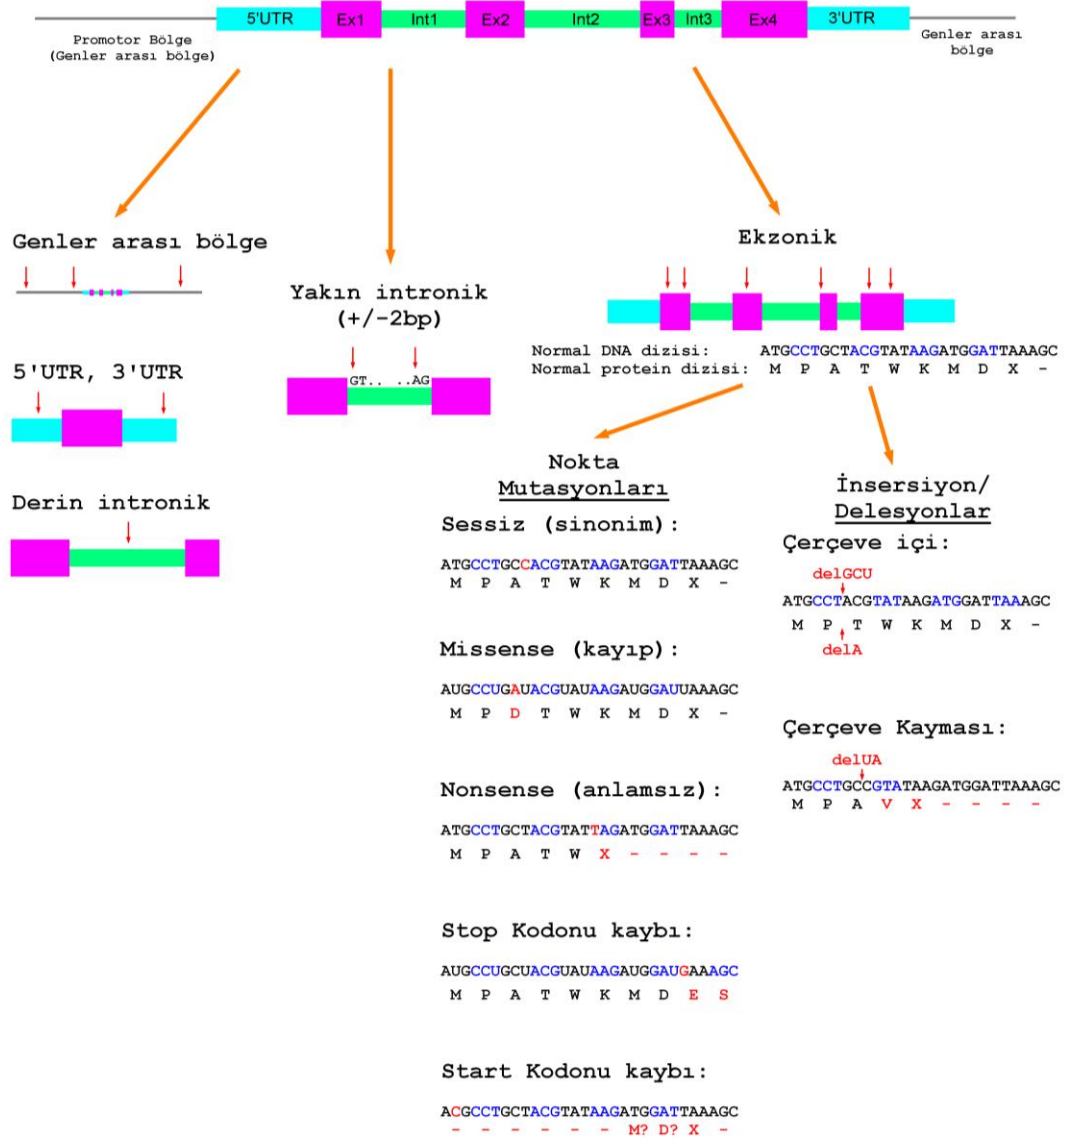 5'UTR Ex1 Int1 Ex2 Int2 Ex3 Int3 Ex4 3'UTR
Promotor Bölge
(Genler arası bölge)
Genler arası
bölge
Genler arası bölge
5'UTR, 3'UTR
Derin intronik
Yakın intronik
(+/-2bp)
GT.. ..AG
Ekzonik
Normal DNA dizisi: ATGCCTGCTACGTATAAGATGGATTAAAGC
Normal protein dizisi: M P A T W K M D X -
Nokta
Mutasyonları
Sessiz (sinonim):
ATGCCTGCCACGTATAAGATGGATTAAAGC
M P A T W K M D X -
Missense (kayıp):
AUGCCUGAUACGUAUAAGAUGGAUUAAAGC
M P D T W K M D X -
Nonsense (anlamsız):
ATGCCTGCTACGTATTAGATGGATTAAAGC
M P A T W X - - - -
Stop Kodonu kaybı:
AUGCCUGCUACGUAUAAGAUGGAUGAAAGC
M P A T W K M D E S
Start Kodonu kaybı:
ACGCCTGCTACGTATAAGATGGATTAAAGC
- - - - - - M? D? X -
İnsersiyon/
Delesyonlar
Çerçeve içi:
delGCU
ATGCCTACGTATAAGATGGATTAAAGC
M P T W K M D X -
delA
Çerçeve Kayması:
delUA
ATGCCTGCCGTATAAGATGGATTAAAGC
M P A V X - - - -